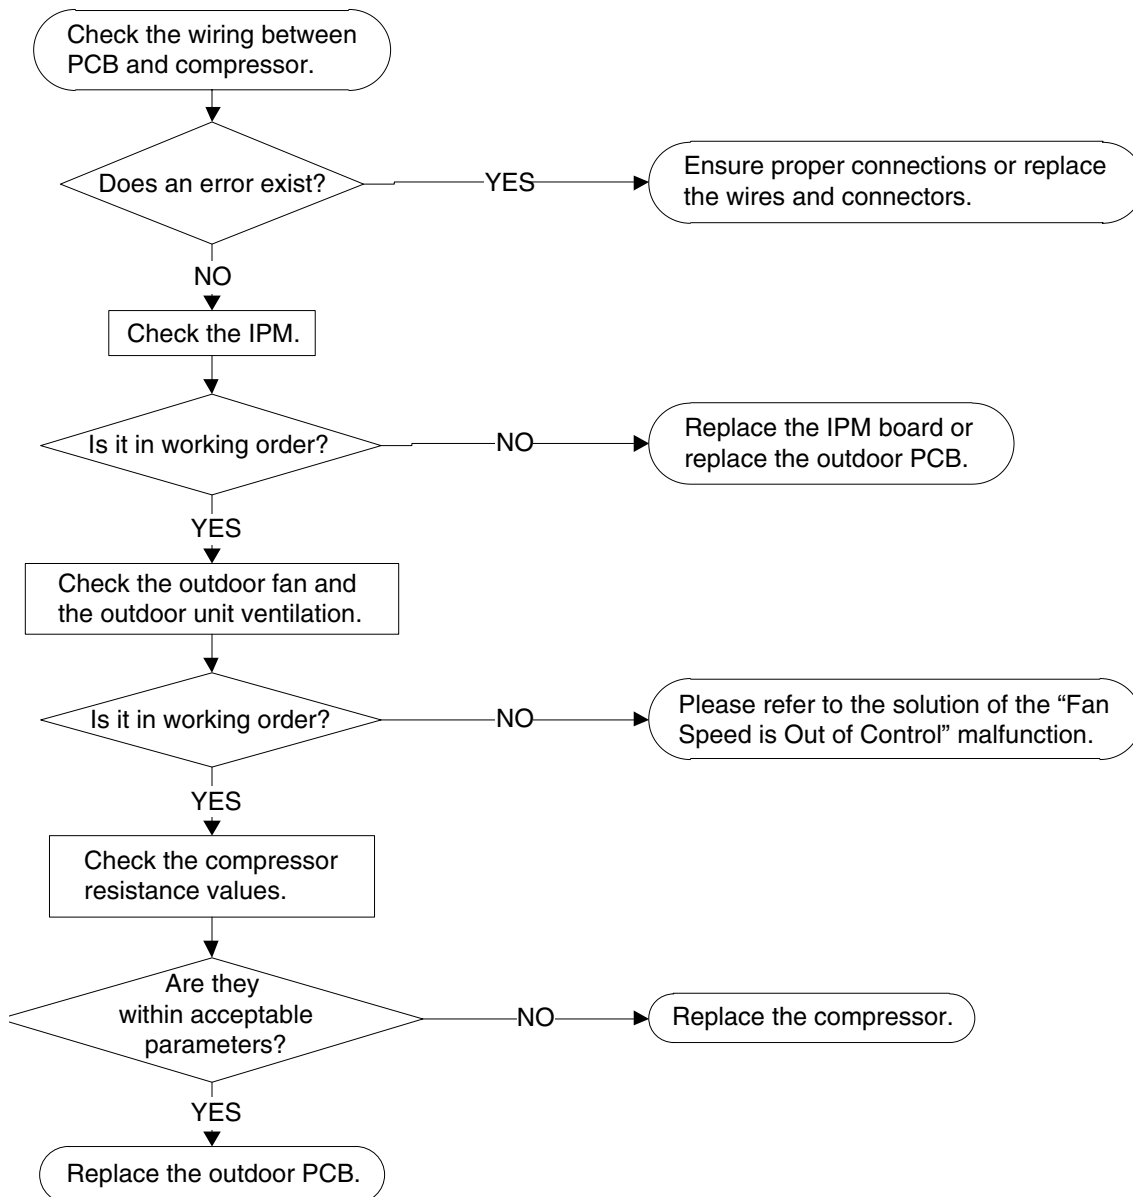 Check the wiring between
PCB and compressor.
Does an error exist?
YES
Ensure proper connections or replace
the wires and connectors.
NO
Check the IPM.
Is it in working order?
NO
Replace the IPM board or
replace the outdoor PCB.
YES
Check the outdoor fan and
the outdoor unit ventilation.
Is it in working order?
NO
Please refer to the solution of the “Fan
Speed is Out of Control” malfunction.
YES
Check the compressor
resistance values.
Are they
within acceptable
parameters?
NO
Replace the compressor.
YES
Replace the outdoor PCB.